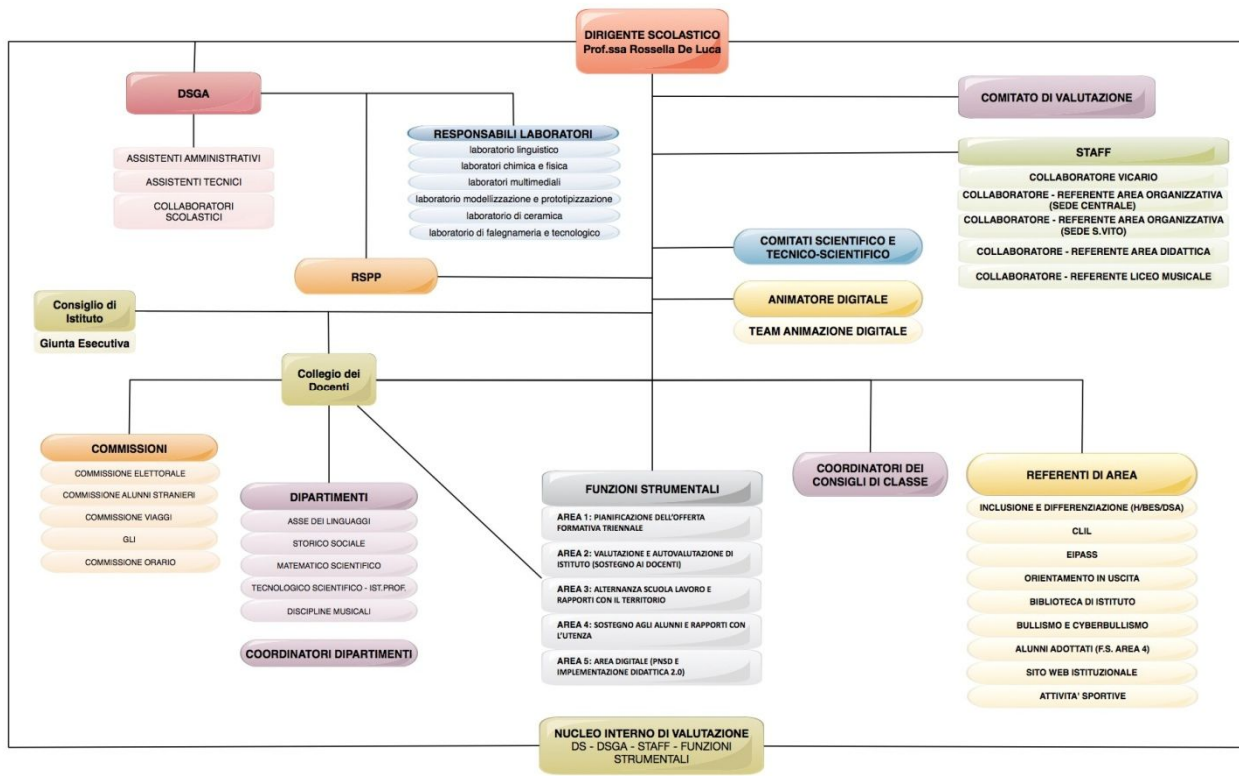 DIRIGENTE SCOLASTICO
Prof.ssa Rossella De Luca
DSGA
ASSISTENTI AMMINISTRATIVI
ASSISTENTI TECNICI
COLLABORATORI
SCOLASTICI
RESPONSABILI LABORATORI
laboratorio linguistico
laboratori chimica e fisica
laboratori multimediali
laboratorio modellizzazione e prototipizzazione
laboratorio di ceramica
laboratorio di falegnameria e tecnologico
RSPP
COMITATO DI VALUTAZIONE
STAFF
COLLABORATORE VICARIO
COLLABORATORE - REFERENTE AREA ORGANIZZATIVA
(SEDE CENTRALE)
COLLABORATORE - REFERENTE AREA ORGANIZZATIVA
(SEDE S.VITO)
COLLABORATORE - REFERENTE AREA DIDATTICA
COLLABORATORE - REFERENTE LICEO MUSICALE
COMITATI SCIENTIFICO E
TECNICO-SCIENTIFICO
ANIMATORE DIGITALE
TEAM ANIMAZIONE DIGITALE
Consiglio di
Istituto
Giunta Esecutiva
Collegio dei
Docenti
COMMISSIONI
COMMISSIONE ELETTORALE
COMMISSIONE ALUNNI STRANIERI
COMMISSIONE VIAGGI
GLI
COMMISSIONE ORARIO
DIPARTIMENTI
ASSE DEI LINGUAGGI
STORICO SOCIALE
MATEMATICO SCIENTIFICO
TECNOLOGICO SCIENTIFICO - IST.PROF.
DISCIPLINE MUSICALI
COORDINATORI DIPARTIMENTI
FUNZIONI STRUMENTALI
AREA 1: PIANIFICAZIONE DELL'OFFERTA
FORMATIVA TRIENNALE
AREA 2: VALUTAZIONE E AUTOVALUTAZIONE DI
ISTITUTO (SOSTEGNO AI DOCENTI)
AREA 3: ALTERNANZA SCUOLA LAVORO E
RAPPORTI CON IL TERRITORIO
AREA 4: SOSTEGNO AGLI ALUNNI E RAPPORTI CON
L'UTENZA
AREA 5: AREA DIGITALE (PNSD E
IMPLEMENTAZIONE DIDATTICA 2.0)
COORDINATORI DEI
CONSIGLI DI CLASSE
REFERENTI DI AREA
INCLUSIONE E DIFFERENZIAZIONE (H/BES/DSA)
CLIL
EIPASS
ORIENTAMENTO IN USCITA
BIBLIOTECA DI ISTITUTO
BULLISMO E CYBERBULLISMO
ALUNNI ADOTTATI (F.S. AREA 4)
SITO WEB ISTITUZIONALE
ATTIVITA' SPORTIVE
NUCLEO INTERNO DI VALUTAZIONE
DS - DSGA - STAFF - FUNZIONI
STRUMENTALI